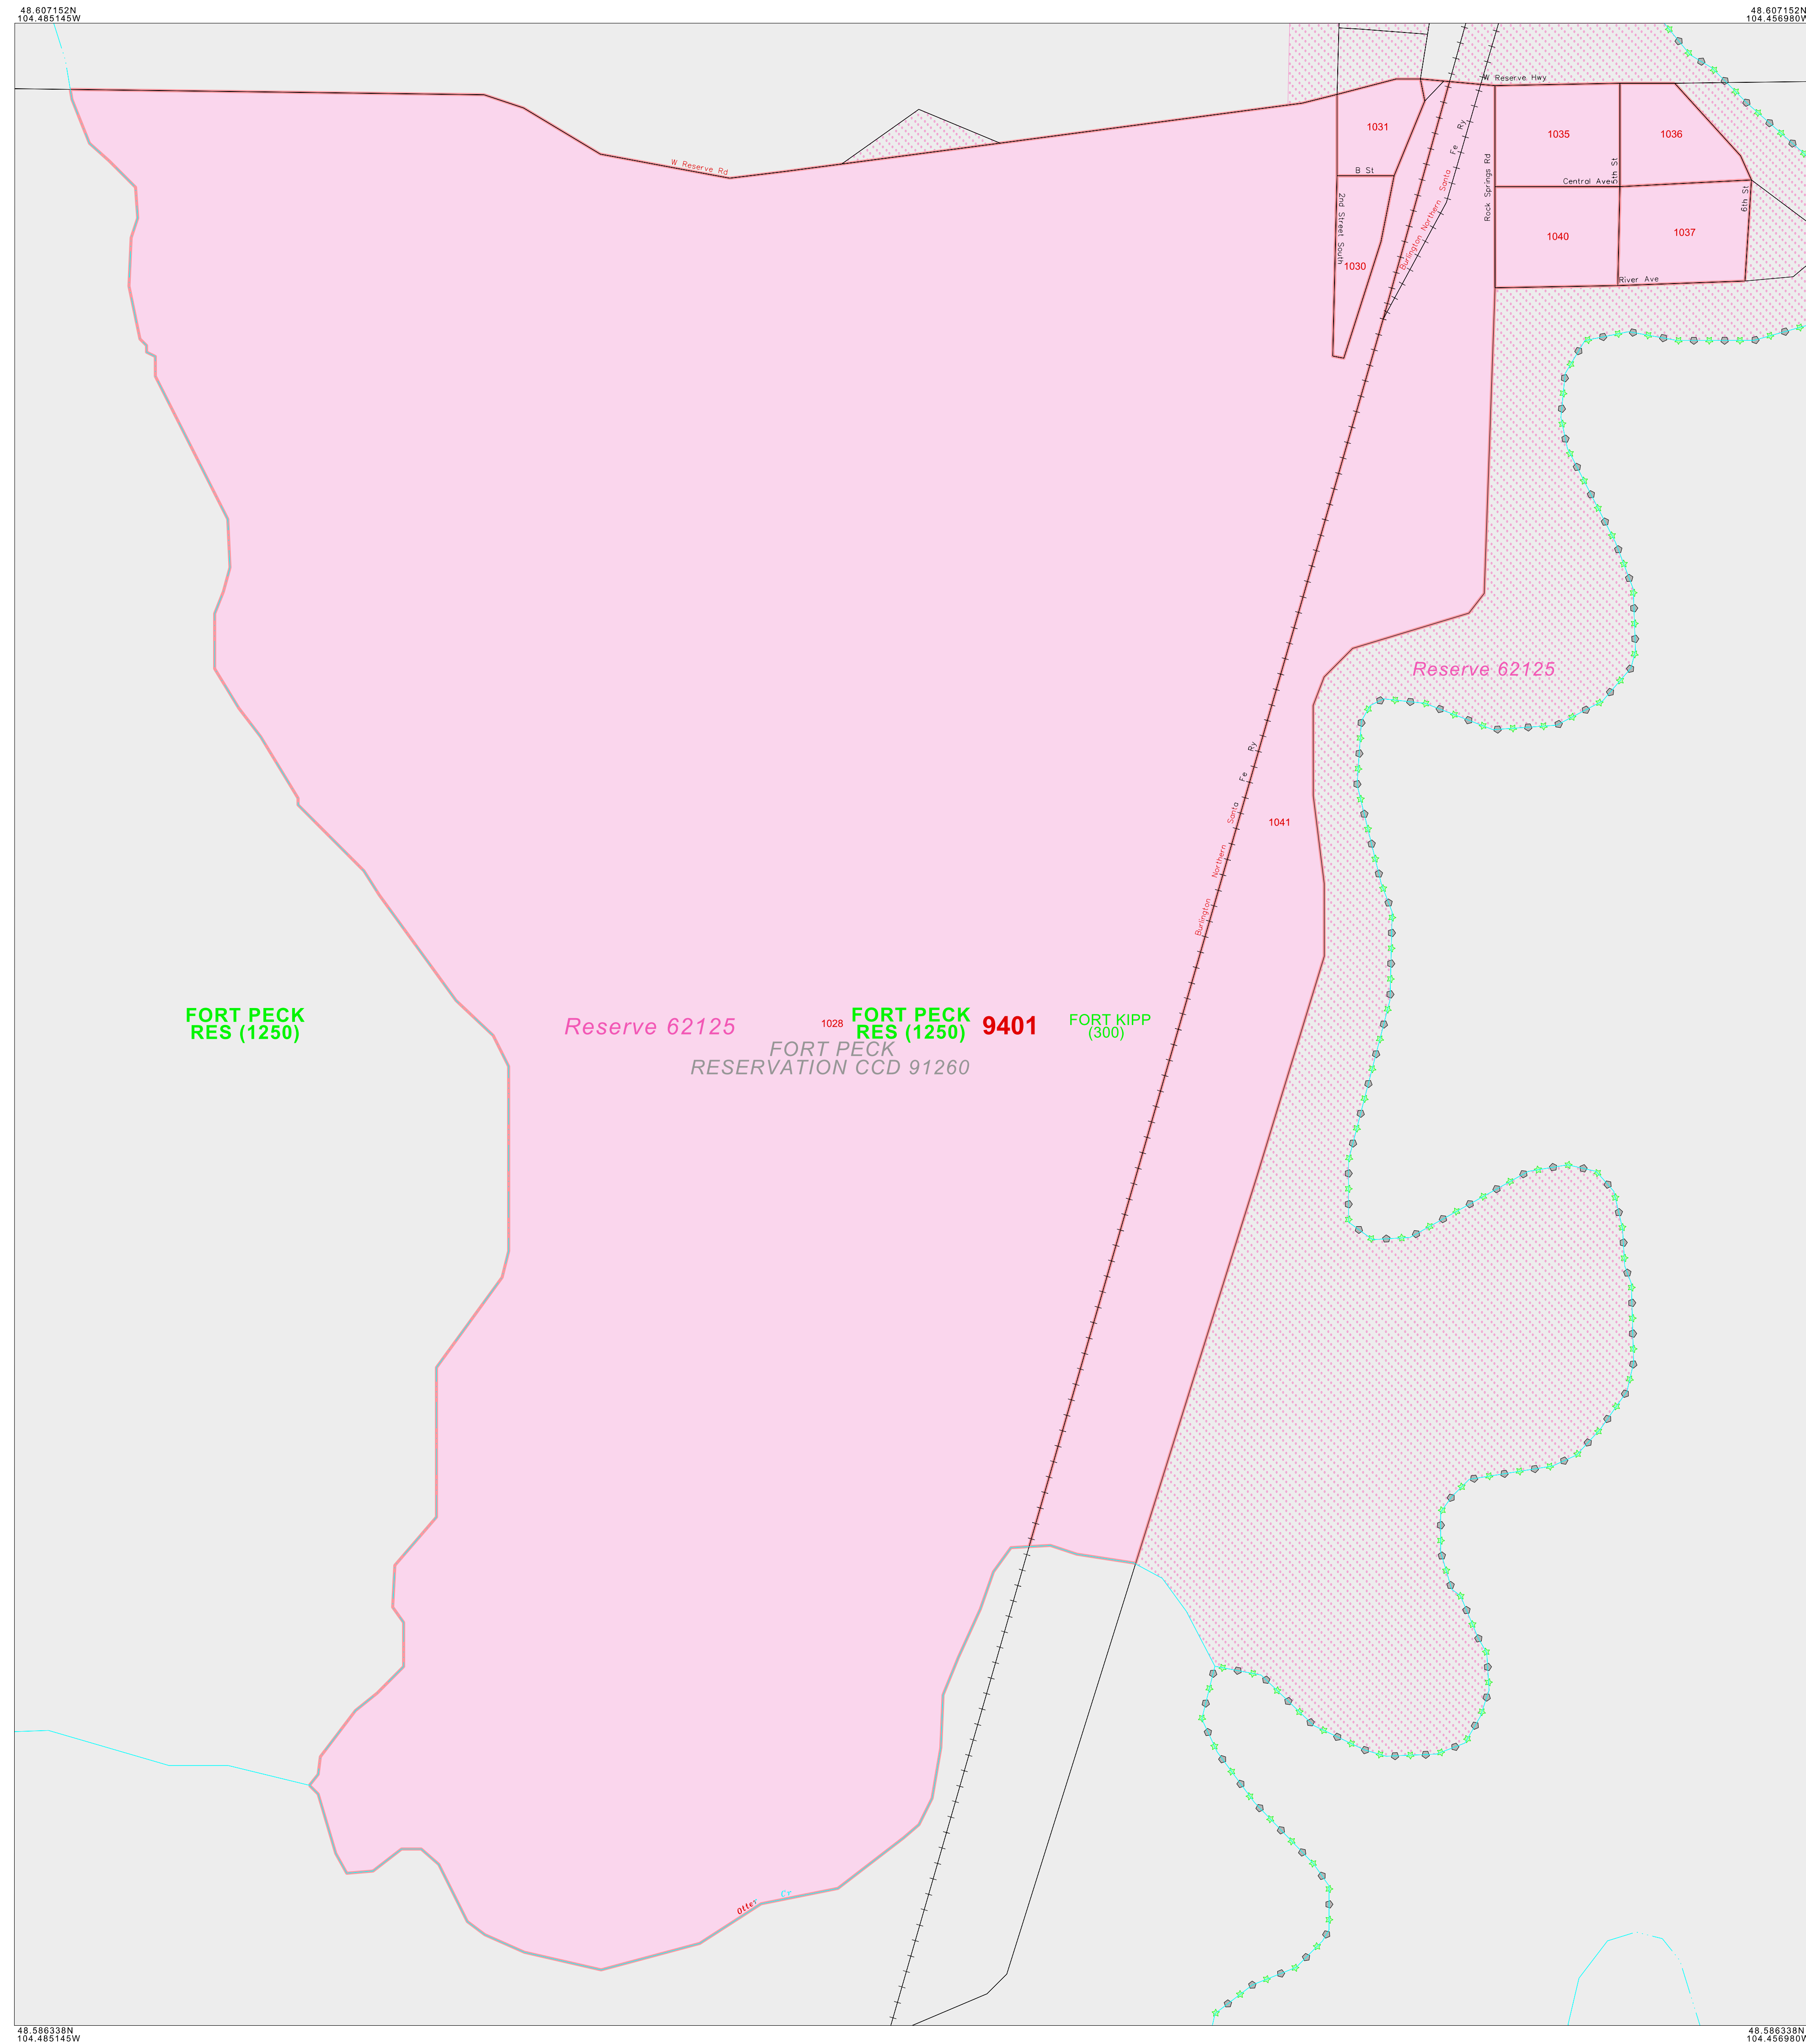 48.607152N
104.485145W
48.607152N
104.456980W
W Reserve Hwy
1031
1035
1036
W Reserve Rd
B St
Central Ave
5th St
6th St
Rock Springs Rd
Burlington Northern Santa Fe Ry
2nd Street South
1030
1040
1037
River Ave
Reserve 62125
Burlington Northern Santa Fe Ry
1041
FORT PECK
RES (1250)
Reserve 62125
1028
FORT PECK
RES (1250)
9401
FORT KIPP
(300)
FORT PECK
RESERVATION CCD 91260
Otter Cr
48.586338N
104.485145W
48.586338N
104.456980W